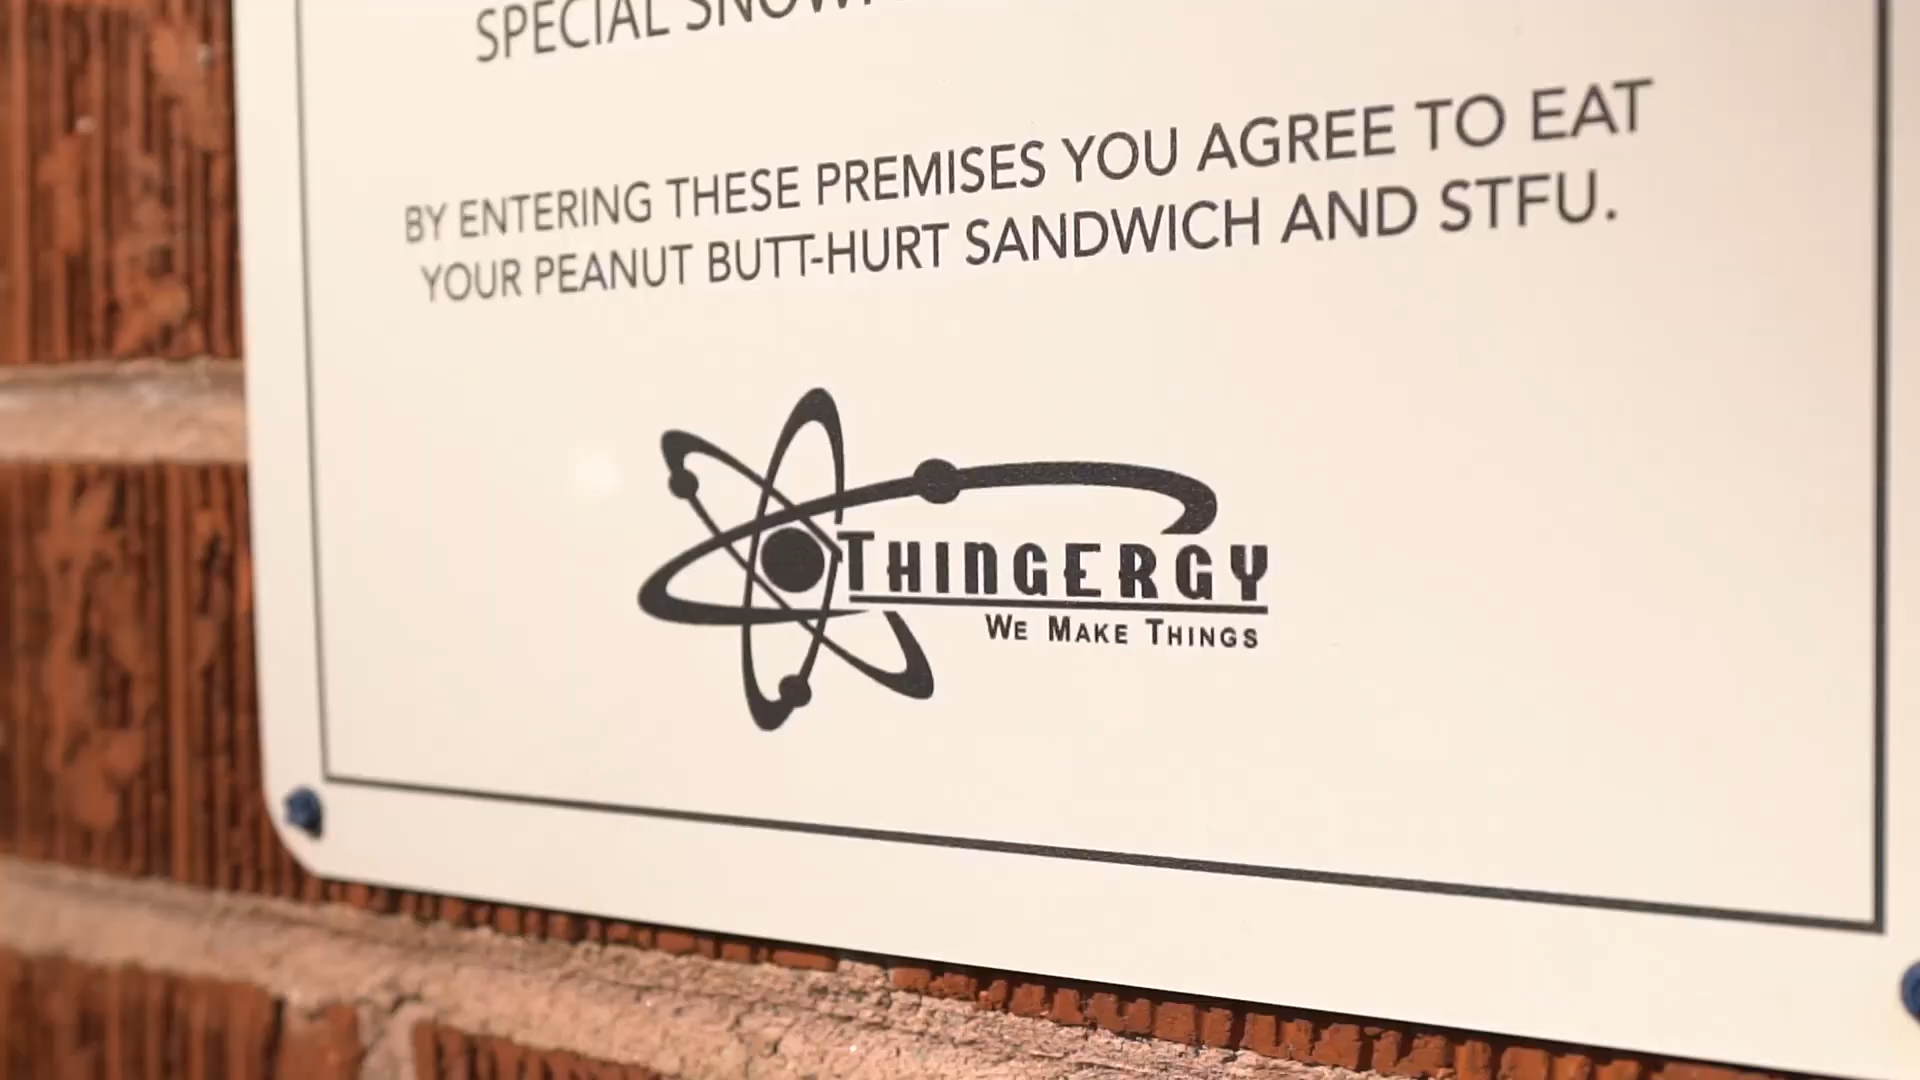 SPECIAL
BY ENTERING THESE PREMISES YOU AGREE TO EAT
YOUR PEANUT BUTT-HURT SANDWICH AND STFU.
THINGERGY
WE MAKE THINGS